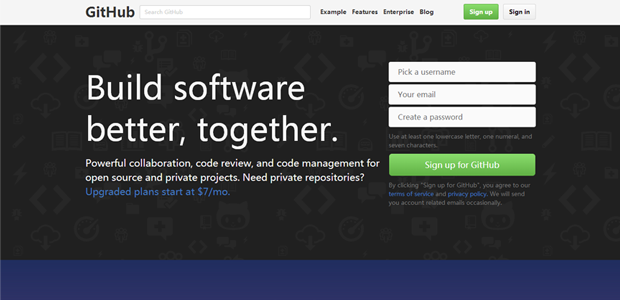 GitHub
Search GitHub
Example Features Enterprise Blog
Sign up
Sign in
Build software
better, together.
Powerful collaboration, code review, and code management for
open source and private projects. Need private repositories?
Upgraded plans start at $7/mo.
Pick a username
Your email
Create a password
Use at least one lowercase letter, one numeral, and
seven characters.
Sign up for GitHub
By clicking "Sign up for GitHub", you agree to our
terms of service and privacy policy. We will send
you account related emails occasionally.